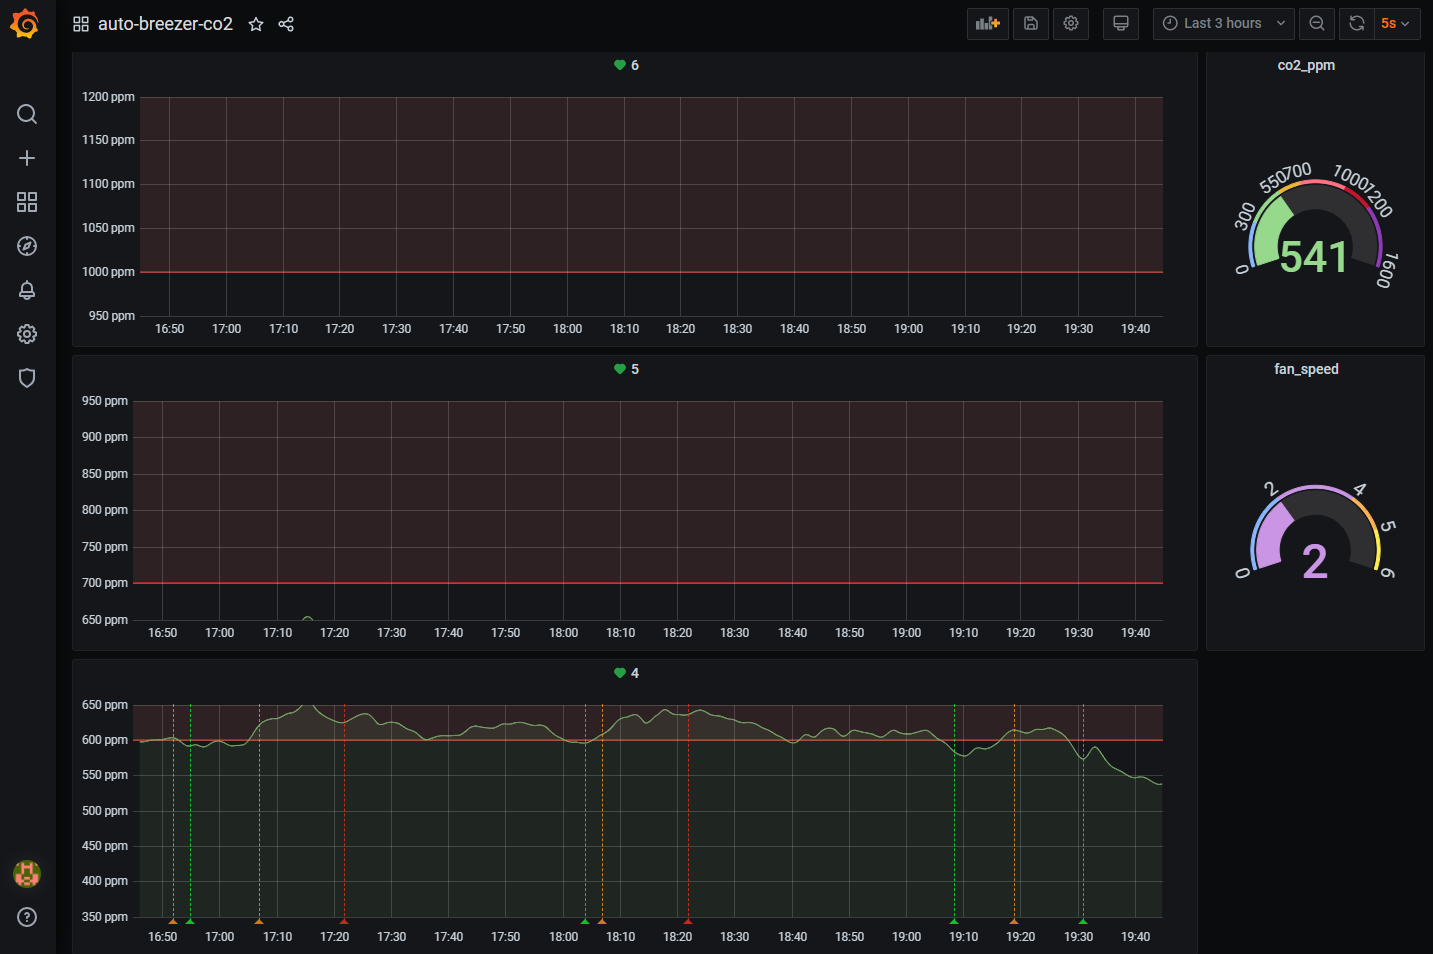 auto-breezer-co2
Last 3 hours
5s
6
1200 ppm
1150 ppm
1100 ppm
1050 ppm
1000 ppm
950 ppm
16:50 17:00 17:10 17:20 17:30 17:40 17:50 18:00 18:10 18:20 18:30 18:40 18:50 19:00 19:10 19:20 19:30 19:40
co2_ppm
0 300 550 700 1000 1200 1600
541
5
950 ppm
900 ppm
850 ppm
800 ppm
750 ppm
700 ppm
650 ppm
16:50 17:00 17:10 17:20 17:30 17:40 17:50 18:00 18:10 18:20 18:30 18:40 18:50 19:00 19:10 19:20 19:30 19:40
fan_speed
0 2 4 5 6
2
4
650 ppm
600 ppm
550 ppm
500 ppm
450 ppm
400 ppm
350 ppm
16:50 17:00 17:10 17:20 17:30 17:40 17:50 18:00 18:10 18:20 18:30 18:40 18:50 19:00 19:10 19:20 19:30 19:40